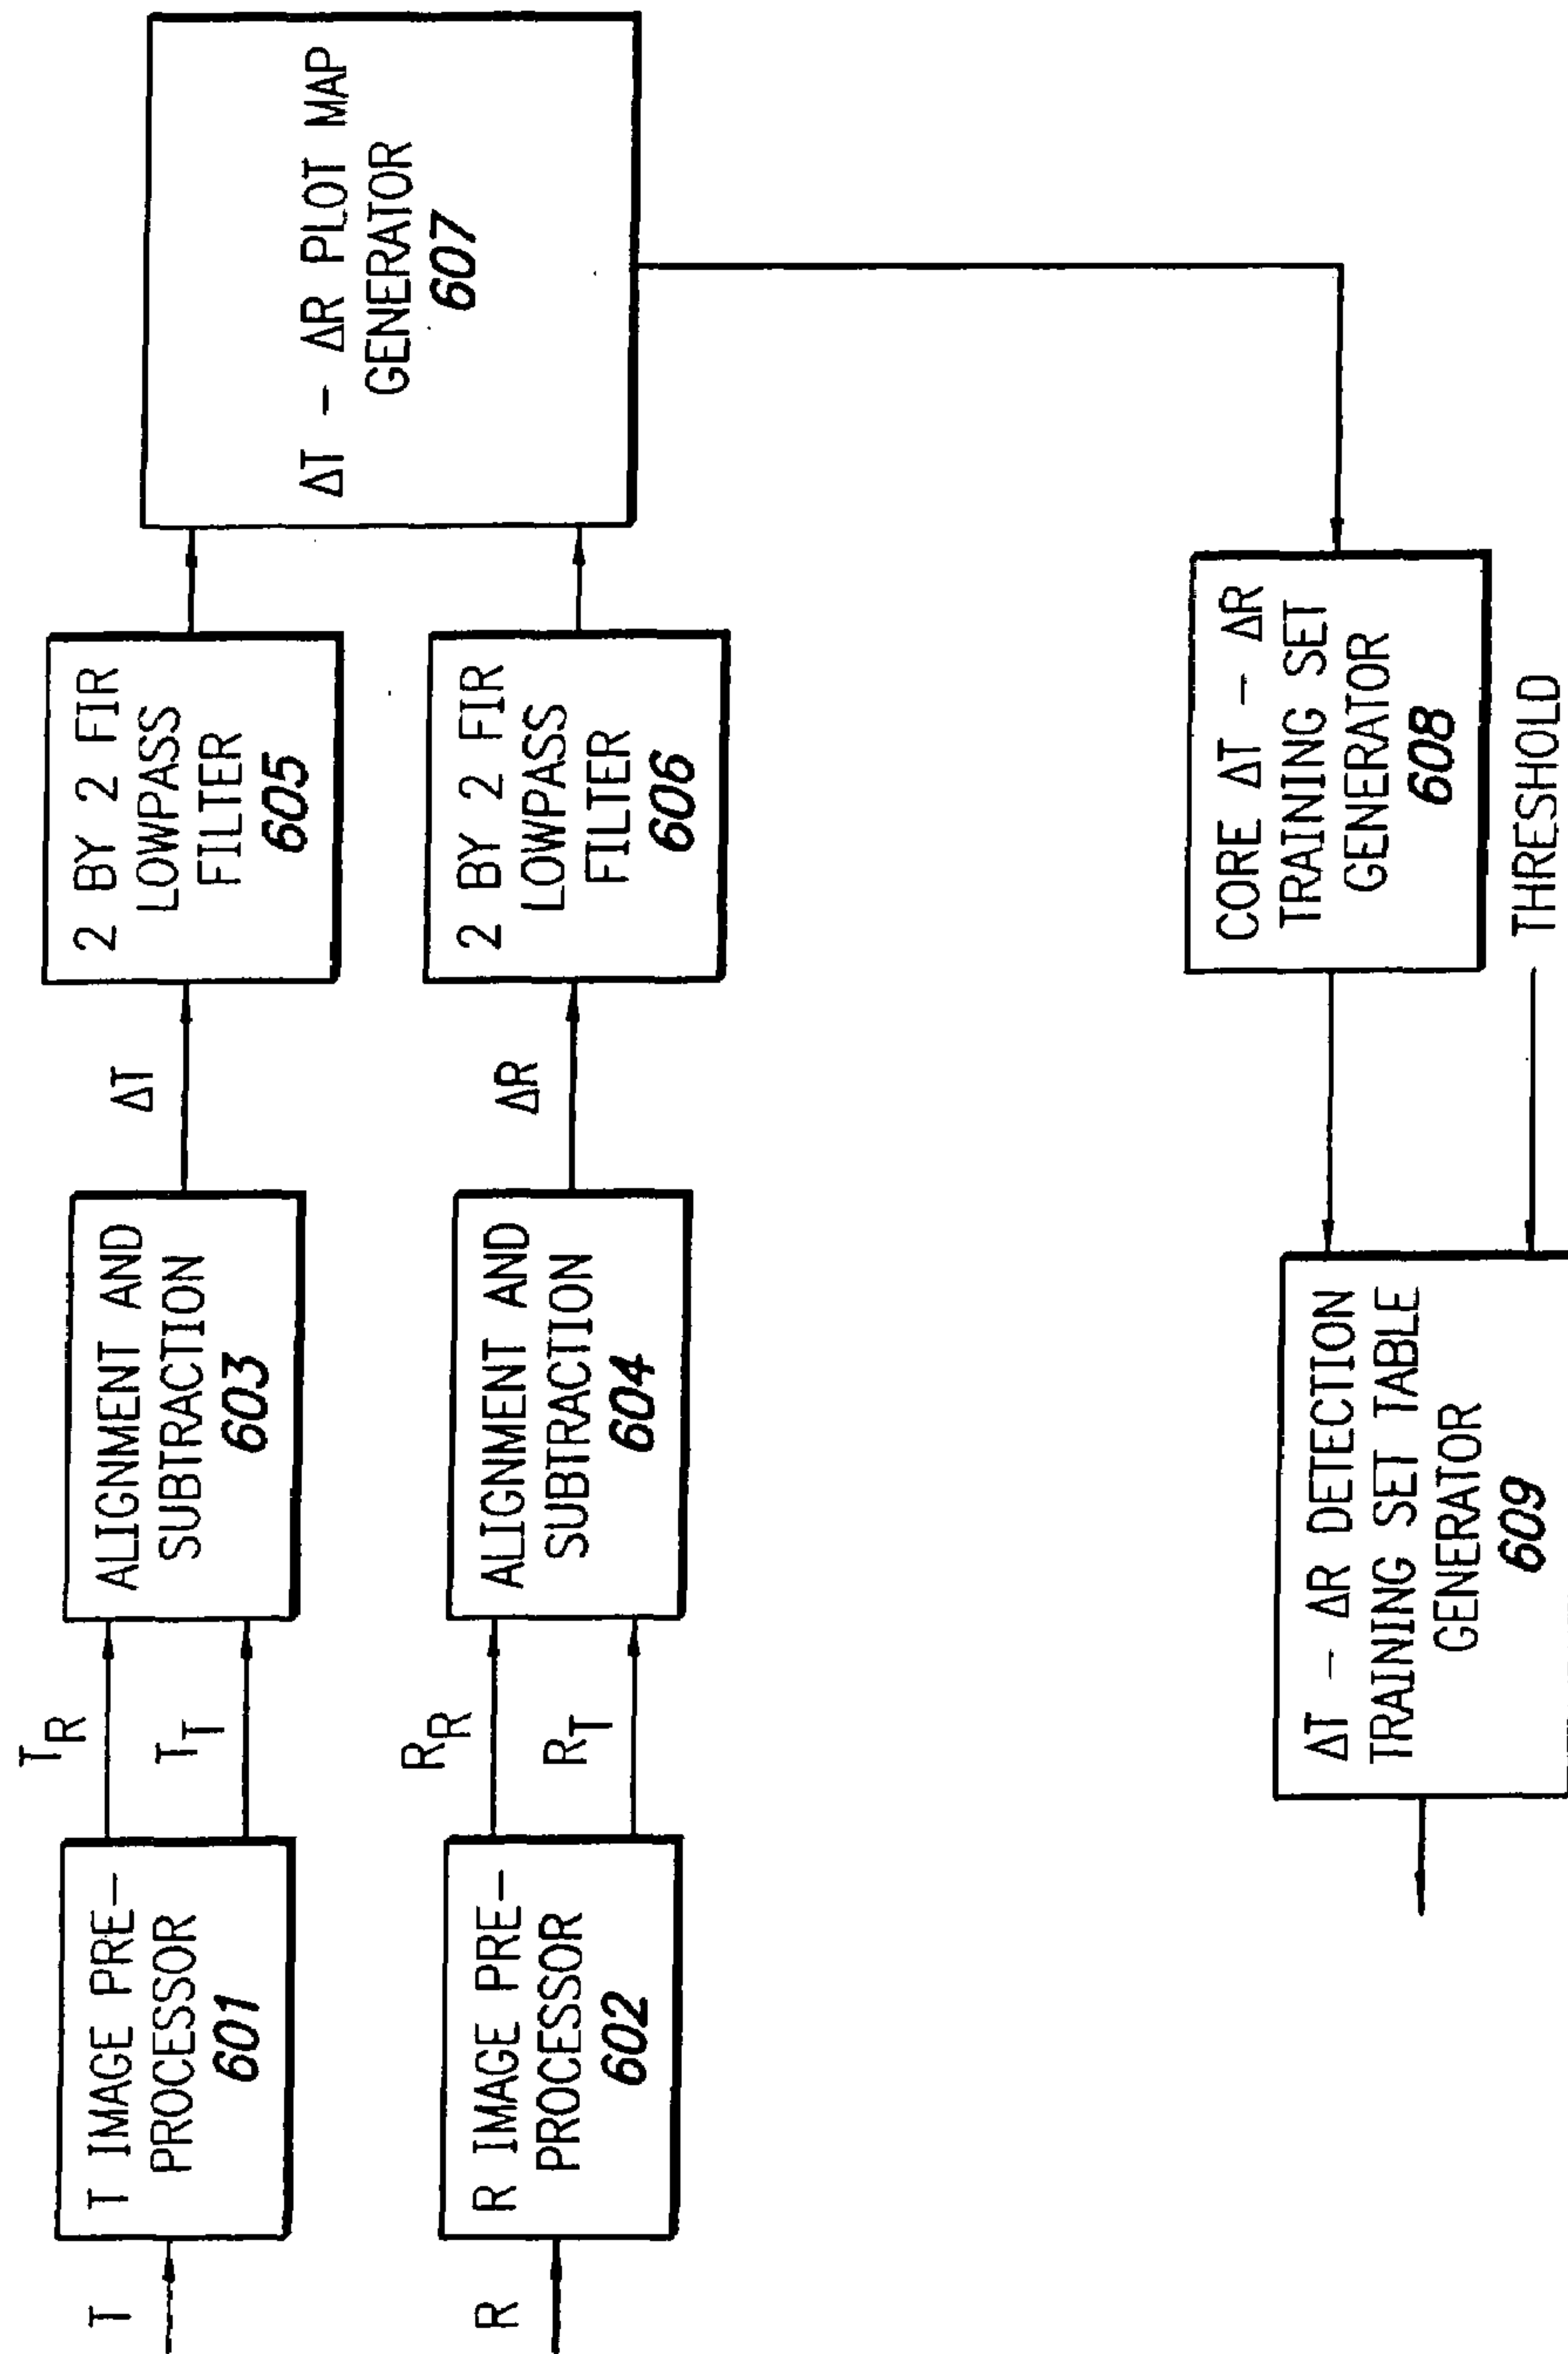 T
T IMAGE PRE-
PROCESSOR
601
T_R
T_T
ALIGNMENT AND
SUBTRACTION
603
ΔT
2 BY 2 FIR
LOWPASS
FILTER
605
R
R IMAGE PRE-
PROCESSOR
602
R_R
R_T
ALIGNMENT AND
SUBTRACTION
604
ΔR
2 BY 2 FIR
LOWPASS
FILTER
606
ΔT - ΔR PLOT MAP
GENERATOR
607
ΔT - ΔR DETECTION
TRAINING SET TABLE
GENERATOR
609
CORE ΔT - ΔR
TRAINING SET
GENERATOR
608
THRESHOLD